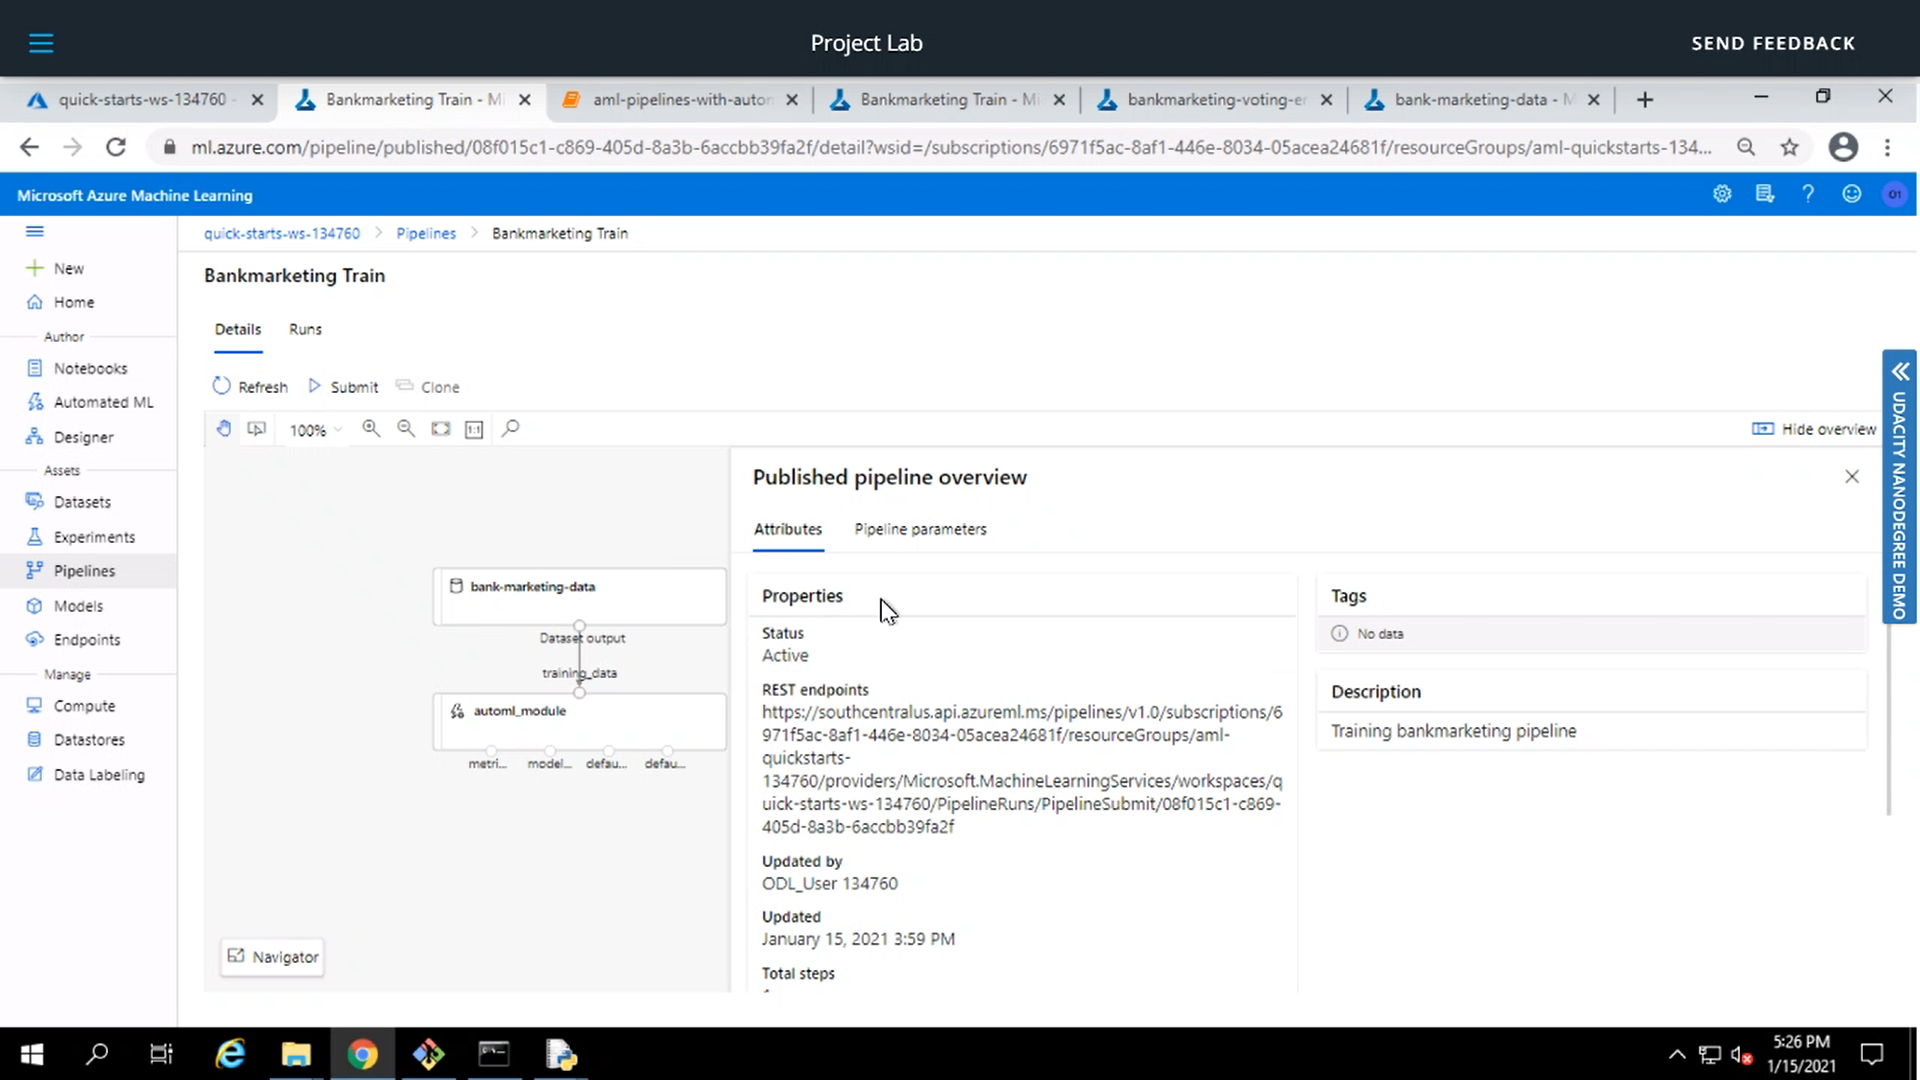 Project Lab
SEND FEEDBACK
quick-starts-ws-134760 -
Bankmarketing Train - Mi
aml-pipelines-with-auton
Bankmarketing Train - Mi
bankmarketing-voting-er
bank-marketing-data - M
ml.azure.com/pipeline/published/08f015c1-c869-405d-8a3b-6accbb39fa2f/detail?wsid=/subscriptions/6971f5ac-8af1-446e-8034-05acea24681f/resourceGroups/aml-quickstarts-134...
Microsoft Azure Machine Learning
O1
quick-starts-ws-134760 > Pipelines > Bankmarketing Train
New
Home
Author
Notebooks
Automated ML
Designer
Assets
Datasets
Experiments
Pipelines
Models
Endpoints
Manage
Compute
Datastores
Data Labeling
Bankmarketing Train
Details
Runs
Refresh
Submit
Clone
100%
1:1
Hide overview
bank-marketing-data
Dataset output
training_data
automl_module
metri...
model...
defau...
defau...
Navigator
Published pipeline overview
Attributes
Pipeline parameters
Properties
Status
Active
REST endpoints
https://southcentralus.api.azureml.ms/pipelines/v1.0/subscriptions/6
971f5ac-8af1-446e-8034-05acea24681f/resourceGroups/aml-
quickstarts-
134760/providers/Microsoft.MachineLearningServices/workspaces/q
uick-starts-ws-134760/PipelineRuns/PipelineSubmit/08f015c1-c869-
405d-8a3b-6accbb39fa2f
Updated by
ODL_User 134760
Updated
January 15, 2021 3:59 PM
Total steps
Tags
No data
Description
Training bankmarketing pipeline
UDACITY NANODEGREE DEMO
5:26 PM
1/15/2021